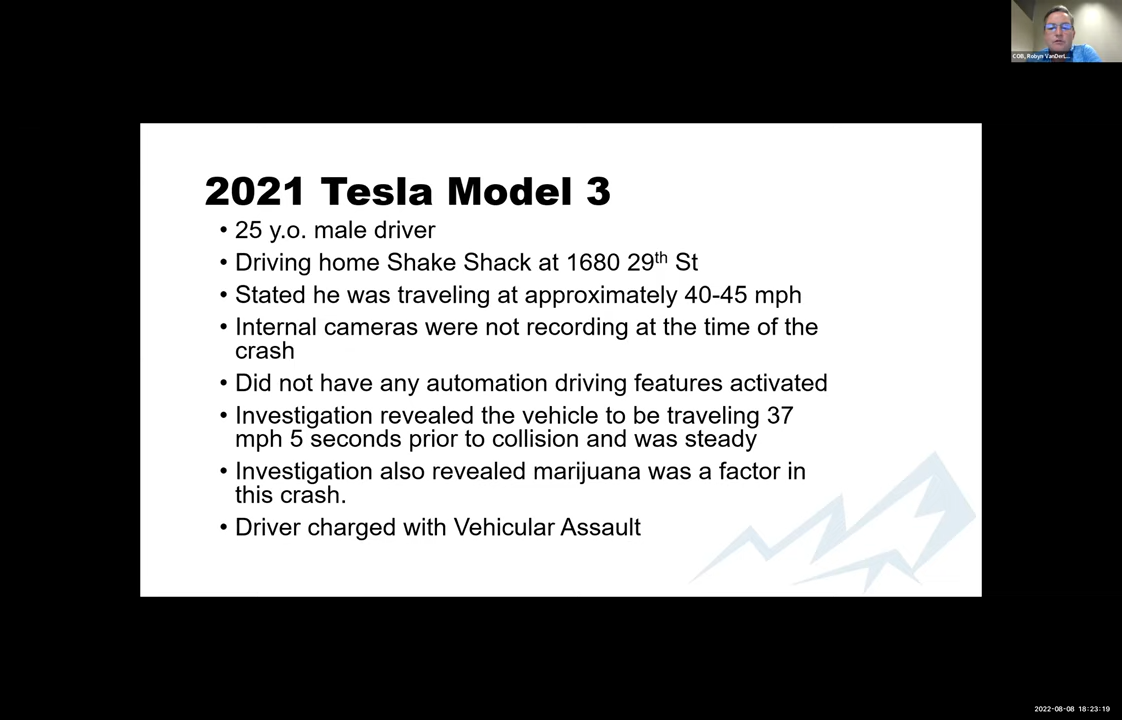 COB, Robyn VanDerL...
2021 Tesla Model 3
• 25 y.o. male driver
• Driving home Shake Shack at 1680 29th St
• Stated he was traveling at approximately 40-45 mph
• Internal cameras were not recording at the time of the
crash
• Did not have any automation driving features activated
• Investigation revealed the vehicle to be traveling 37
mph 5 seconds prior to collision and was steady
• Investigation also revealed marijuana was a factor in
this crash.
• Driver charged with Vehicular Assault
2022-08-08 18:23:19